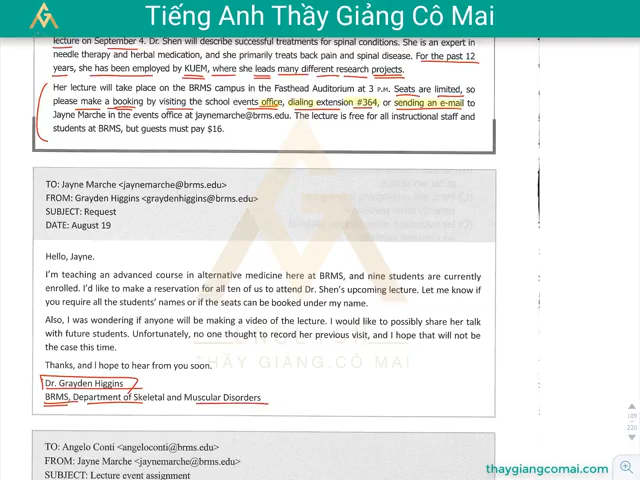 Tiếng Anh Thầy Giảng Cô Mai
lecture on September 4. Dr. Shen will describe successful treatments for spinal conditions. She is an expert in
needle therapy and herbal medication, and she primarily treats back pain and spinal disease. For the past 12
years, she has been employed by KUEM, where she leads many different research projects.
Her lecture will take place on the BRMS campus in the Fasthead Auditorium at 3 P.M. Seats are limited, so
please make a booking by visiting the school events office, dialing extension #364, or sending an e-mail to
Jayne Marche in the events office at jaynemarche@brms.edu. The lecture is free for all instructional staff and
students at BRMS, but guests must pay $16.
TO: Jayne Marche <jaynemarche@brms.edu>
FROM: Grayden Higgins <graydenhiggins@brms.edu>
SUBJECT: Request
DATE: August 19
Hello, Jayne.
I'm teaching an advanced course in alternative medicine here at BRMS, and nine students are currently
enrolled. I'd like to make a reservation for all ten of us to attend Dr. Shen's upcoming lecture. Let me know if
you require all the students' names or if the seats can be booked under my name.
Also, I was wondering if anyone will be making a video of the lecture. I would like to possibly share her talk
with future students. Unfortunately, no one thought to record her previous visit, and I hope that will not be
the case this time.
Thanks, and I hope to hear from you soon.
THẦY GIẢNG.CÔ MAI
Dr. Grayden Higgins
BRMS, Department of Skeletal and Muscular Disorders
TO: Angelo Conti <angeloconti@brms.edu>
FROM: Jayne Marche <jaynemarche@brms.edu>
SUBJECT: Lecture event assignment
109
220
thaygiangcomai.com